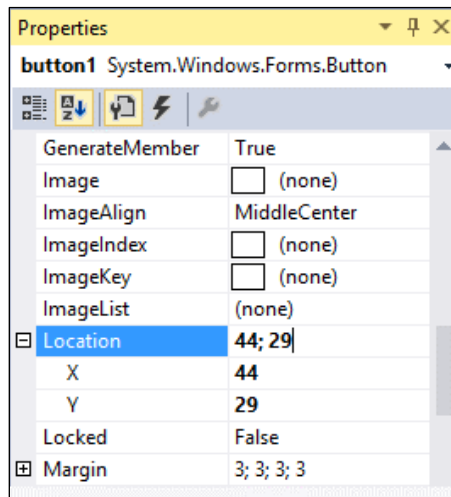 Properties
button1 System.Windows.Forms.Button
GenerateMember True
Image (none)
ImageAlign MiddleCenter
ImageIndex (none)
ImageKey (none)
ImageList (none)
Location 44; 29
X 44
Y 29
Locked False
Margin 3; 3; 3; 3